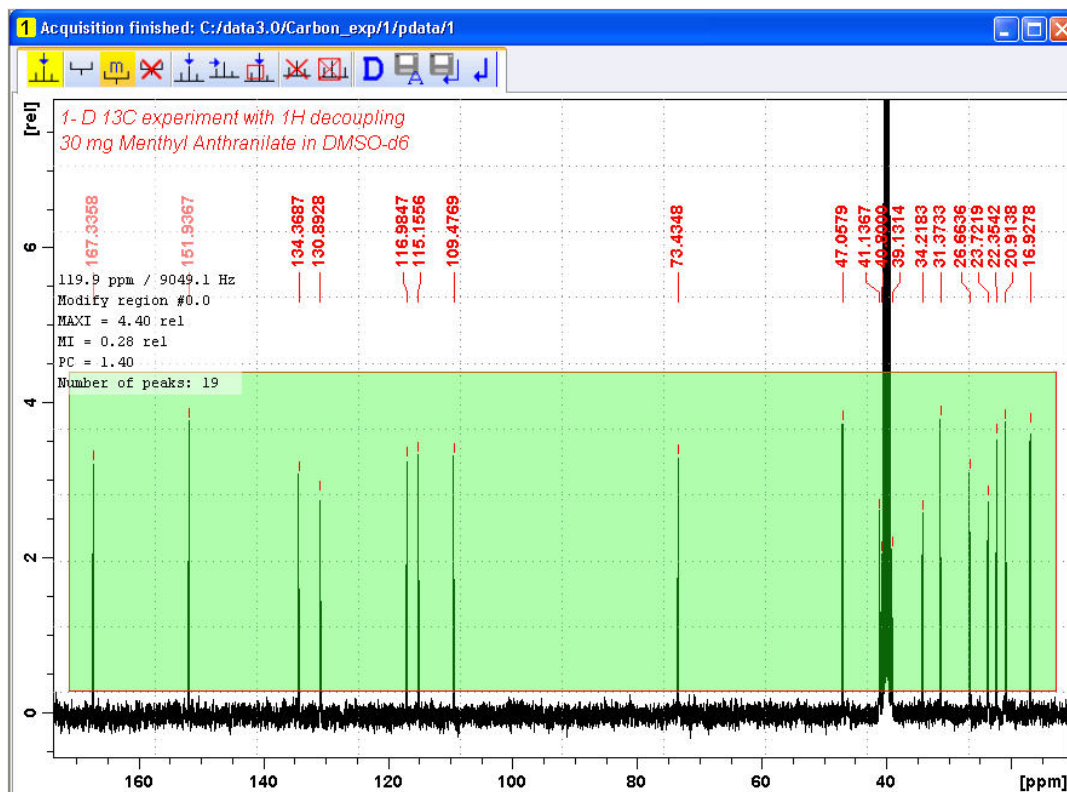 1 Acquisition finished: C:/data3.0/Carbon_exp/1/pdata/1
m D A
[rel]
1- D 13C experiment with 1H decoupling
30 mg Menthyl Anthranilate in DMSO-d6
167.3358 151.9367 134.3687 130.8928 116.9847 115.1556 109.4769 73.4348 47.0579 41.1367 39.1314 34.2183 31.3733 26.6636 23.7219 22.3542 20.9138 16.9278
6
119.9 ppm / 9049.1 Hz
Modify region #0.0
MAXI = 4.40 rel
MI = 0.28 rel
PC = 1.40
Number of peaks: 19
4
2
0
160 140 120 100 80 60 40 [ppm]